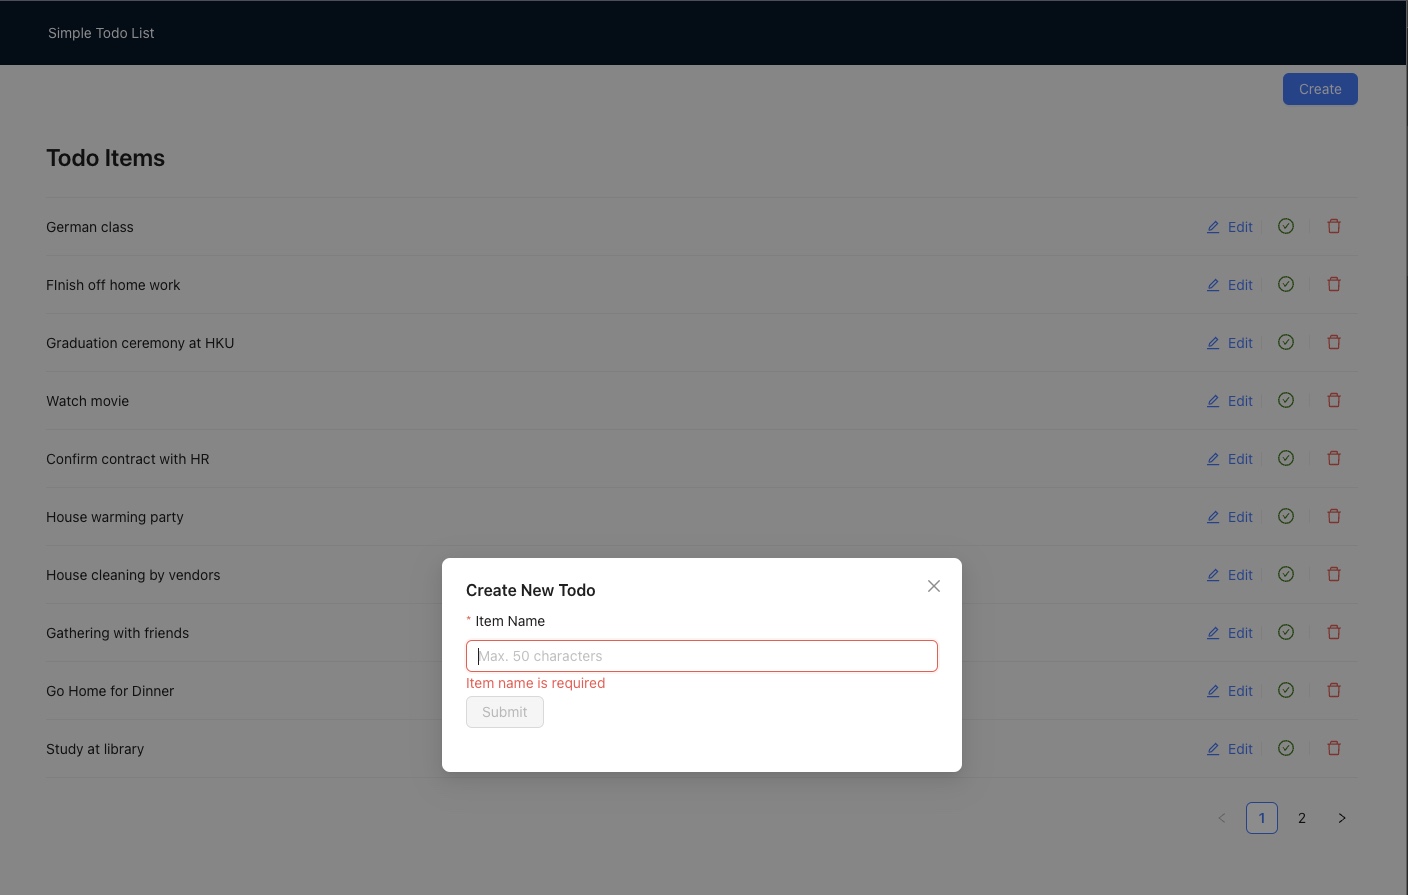 Simple Todo List
Create
Todo Items
German class Edit
FInish off home work Edit
Graduation ceremony at HKU Edit
Watch movie Edit
Confirm contract with HR Edit
House warming party Edit
House cleaning by vendors Edit
Gathering with friends Edit
Go Home for Dinner Edit
Study at library Edit
Create New Todo
* Item Name
Max. 50 characters
Item name is required
Submit
< 1 2 >